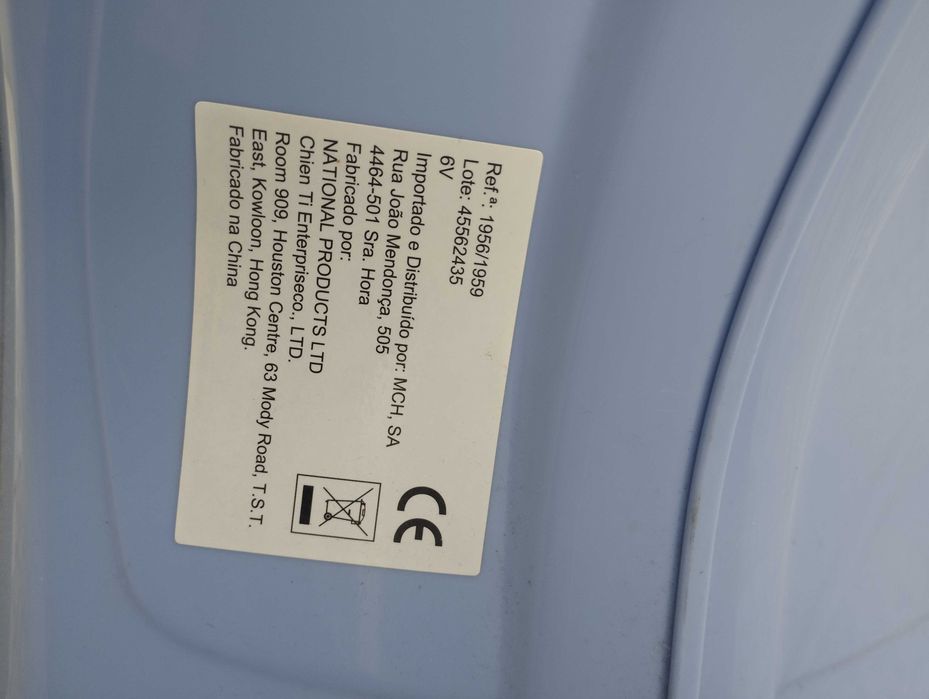 Ref.ª.: 1956/1959
Lote: 45562435
6V
Importado e Distribuído por: MCH, SA
Rua João Mendonça, 505
4464-501 Sra. Hora
Fabricado por:
NATIONAL PRODUCTS LTD
Chien Ti Enterpriseco., LTD.
Room 909, Houston Centre, 63 Mody Road, T.S.T.
East, Kowloon, Hong Kong.
Fabricado na China
CE